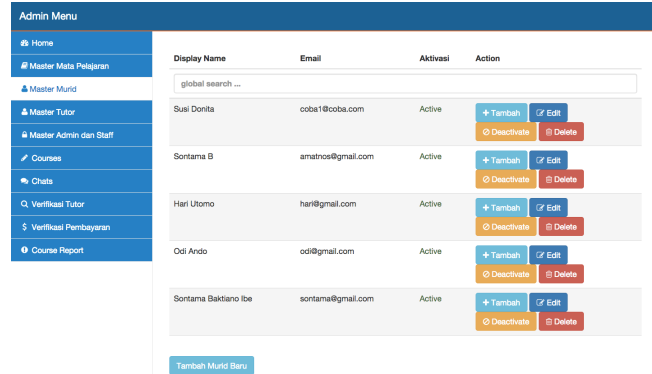 Admin Menu
Home
Master Mata Pelajaran
Master Murid
Master Tutor
Master Admin dan Staff
Courses
Chats
Verifikasi Tutor
Verifikasi Pembayaran
Course Report
Display Name Email Aktivasi Action
global search ...
Susi Donita coba1@coba.com Active + Tambah Edit
Deactivate Delete
Sontama B amatnos@gmail.com Active + Tambah Edit
Deactivate Delete
Hari Utomo hari@gmail.com Active + Tambah Edit
Deactivate Delete
Odi Ando odi@gmail.com Active + Tambah Edit
Deactivate Delete
Sontama Baktiano Ibe sontama@gmail.com Active + Tambah Edit
Deactivate Delete
Tambah Murid Baru